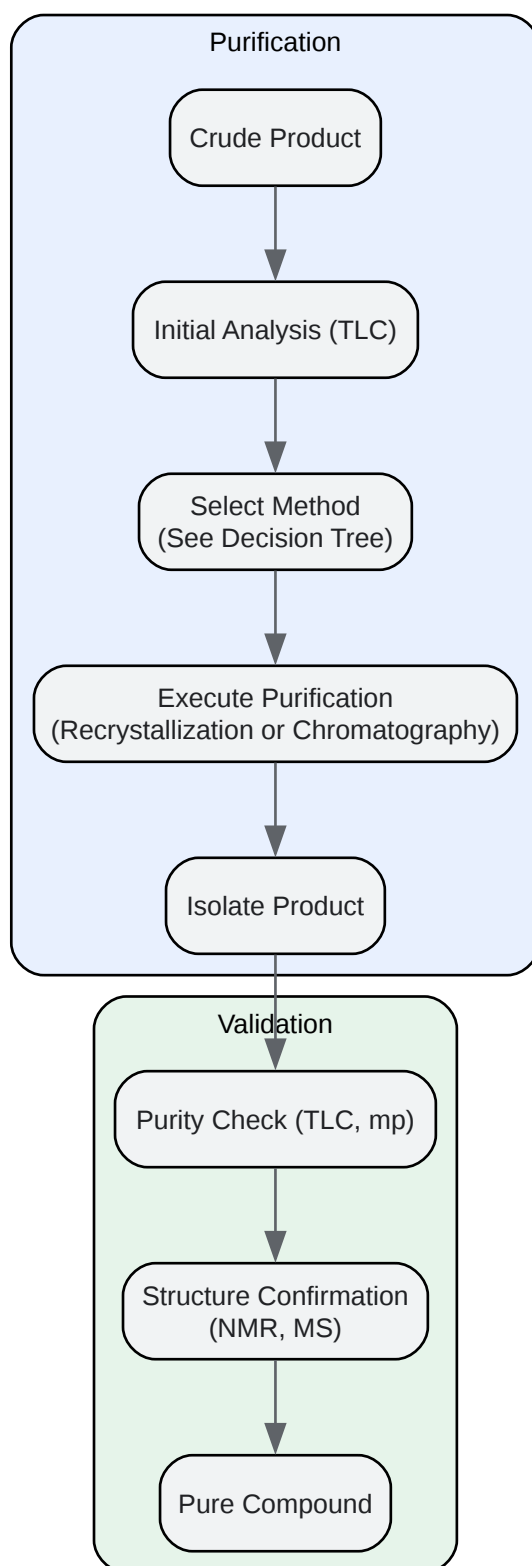 Purification
Crude Product
Initial Analysis (TLC)
Select Method
(See Decision Tree)
Execute Purification
(Recrystallization or Chromatography)
Isolate Product
Validation
Purity Check (TLC, mp)
Structure Confirmation
(NMR, MS)
Pure Compound